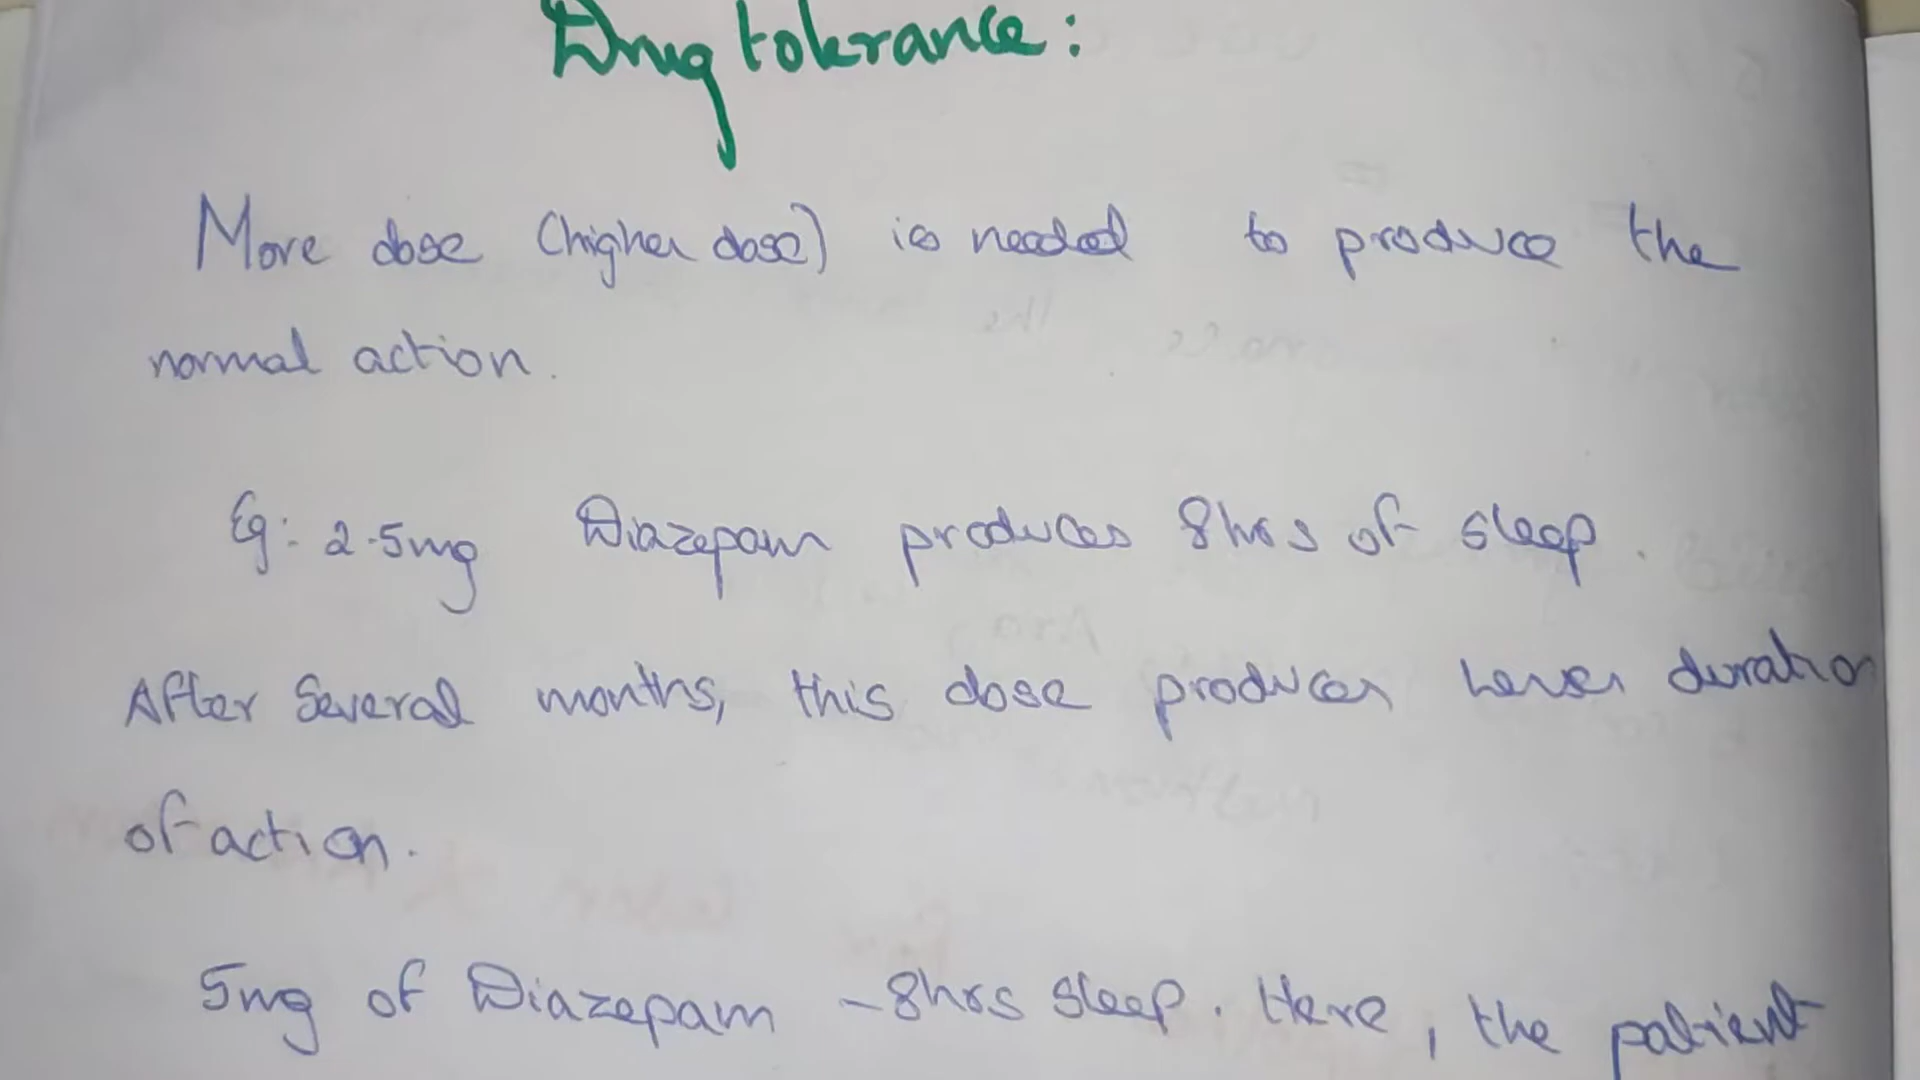 Drug tolerance:
More dose (higher dose) is needed to produce the
normal action.
Eg: 2.5mg Diazepam produces 8hrs of sleep.
After Several months, this dose produces lesser duration
of action.
5mg of Diazepam - 8hrs sleep. Here, the patient